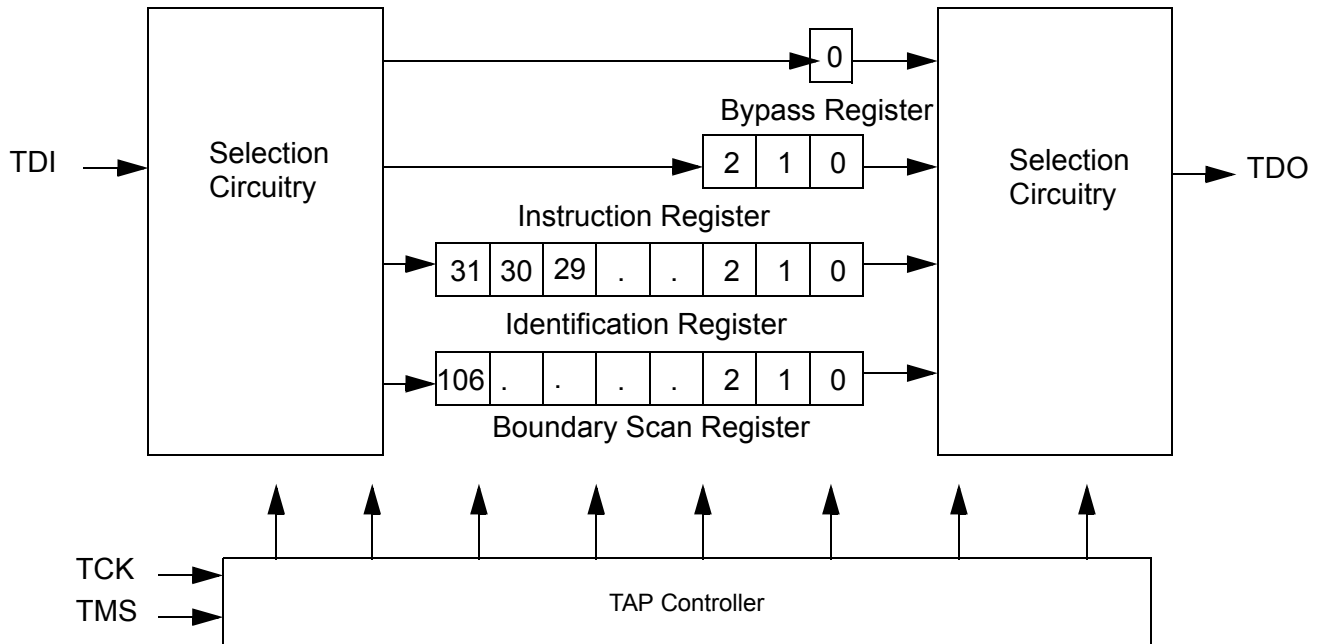 0
Bypass Register
TDI
Selection
Circuitry
2 1 0
Selection
Circuitry
TDO
Instruction Register
31 30 29 . . 2 1 0
Identification Register
106 . . . . 2 1 0
Boundary Scan Register
TCK
TMS
TAP Controller